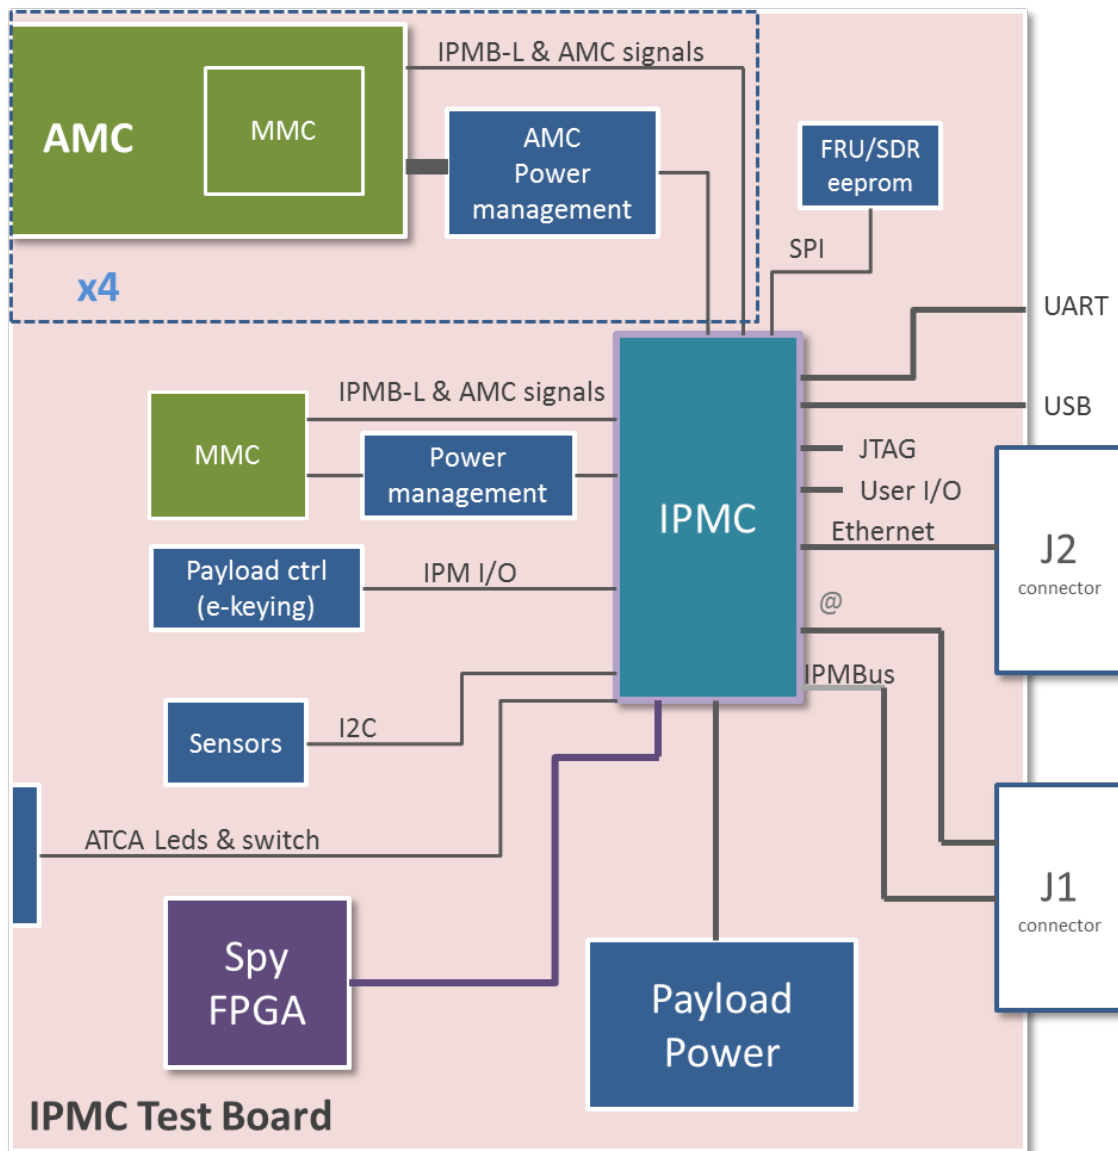 IPMB-L & AMC signals
AMC
MMC
AMC
Power
management
FRU/SDR
eeprom
SPI
x4
UART
USB
IPMB-L & AMC signals
MMC
Power
management
JTAG
User I/O
IPMC
Ethernet
J2
connector
Payload ctrl
(e-keying)
IPM I/O
@
IPMBus
Sensors
I2C
ATCA Leds & switch
J1
connector
Spy
FPGA
Payload
Power
IPMC Test Board